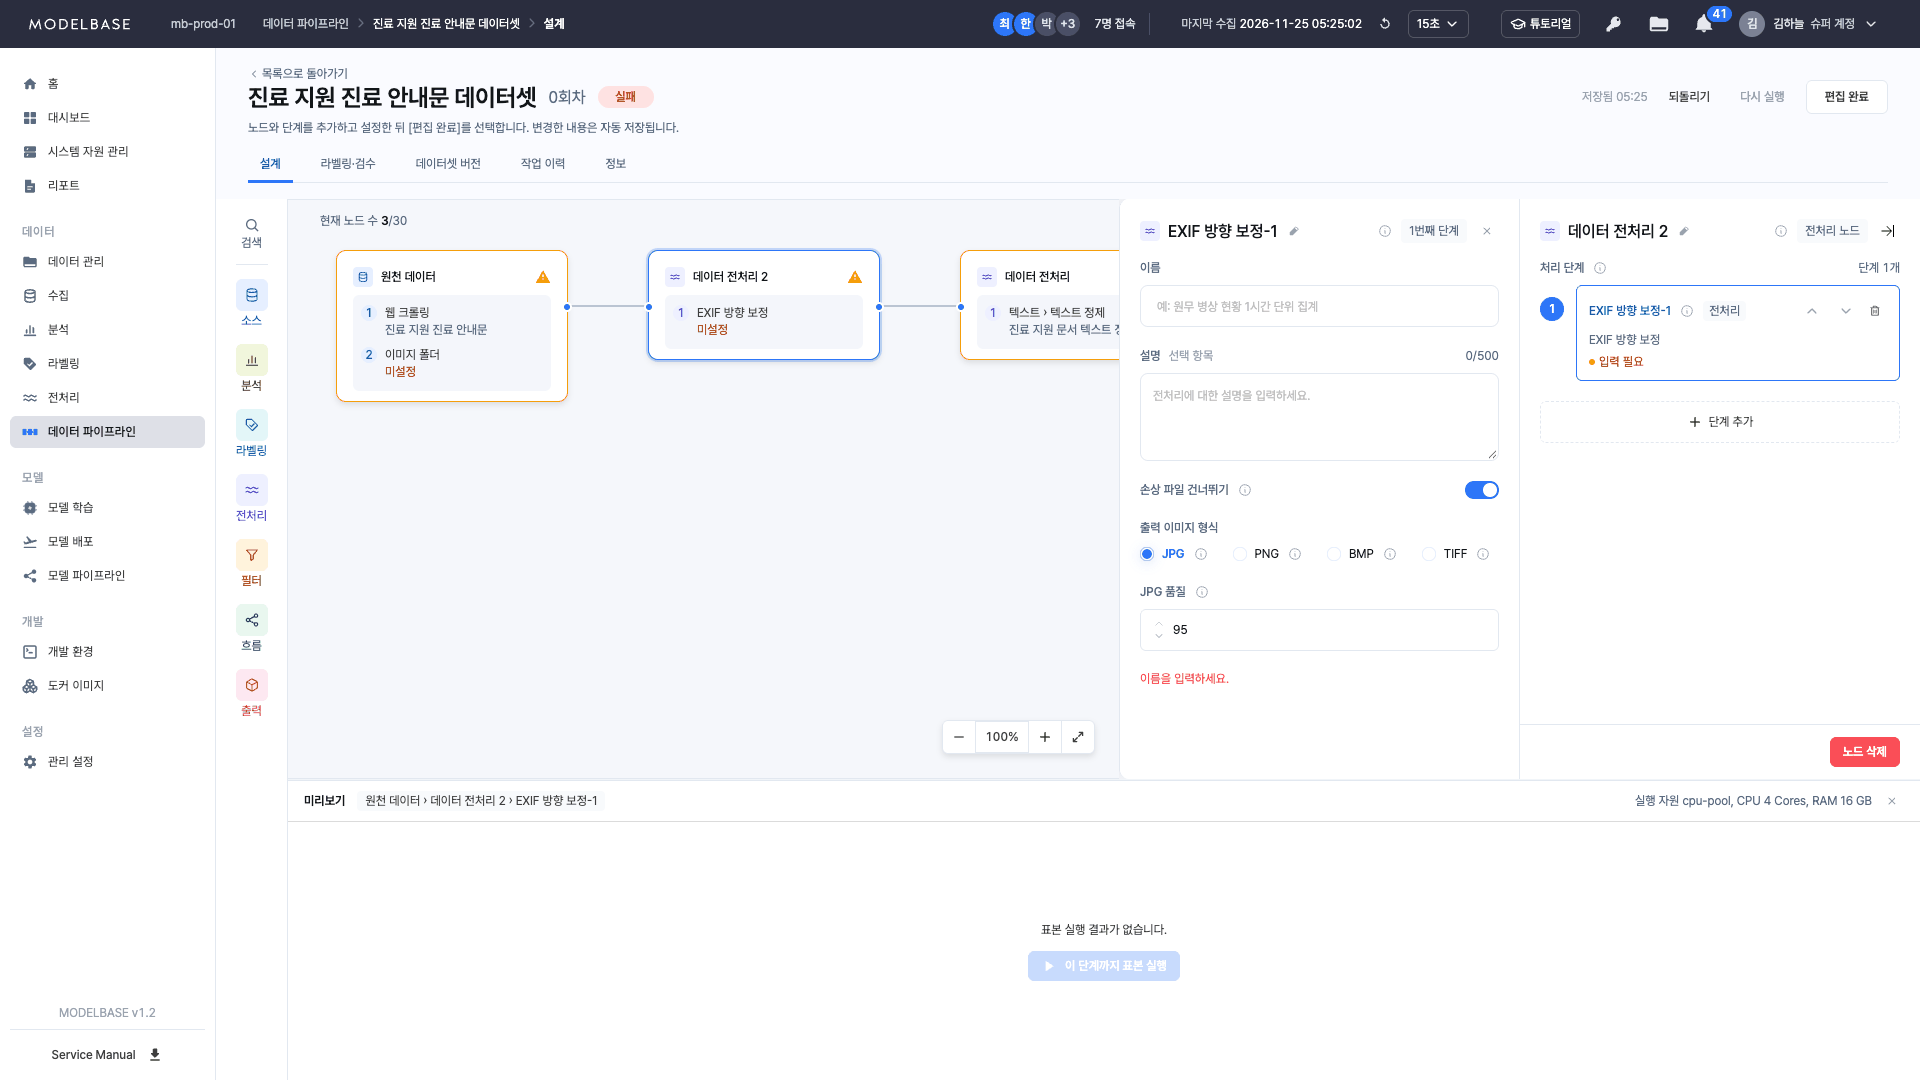 MODELBASE
mb-prod-01
데이터 파이프라인
진료 지원 진료 안내문 데이터셋
설계
최 한 박 +3
7명 접속
마지막 수집 2026-11-25 05:25:02
15초
튜토리얼
41
김
김하늘 슈퍼 계정
홈
대시보드
시스템 자원 관리
리포트
데이터
데이터 관리
수집
분석
라벨링
전처리
데이터 파이프라인
모델
모델 학습
모델 배포
모델 파이프라인
개발
개발 환경
도커 이미지
설정
관리 설정
MODELBASE v1.2
Service Manual
목록으로 돌아가기
진료 지원 진료 안내문 데이터셋 0회차 실패
노드와 단계를 추가하고 설정한 뒤 [편집 완료]를 선택합니다. 변경한 내용은 자동 저장됩니다.
저장됨 05:25
되돌리기
다시 실행
편집 완료
설계
라벨링·검수
데이터셋 버전
작업 이력
정보
검색
소스
분석
라벨링
전처리
필터
흐름
출력
현재 노드 수 3/30
원천 데이터
1 웹 크롤링
진료 지원 진료 안내문
2 이미지 폴더
미설정
데이터 전처리 2
1 EXIF 방향 보정
미설정
데이터 전처리
1 텍스트 › 텍스트 정제
진료 지원 문서 텍스트 정
100%
EXIF 방향 보정-1
1번째 단계
이름
예: 원무 병상 현황 1시간 단위 집계
설명 선택 항목
0/500
전처리에 대한 설명을 입력하세요.
손상 파일 건너뛰기
출력 이미지 형식
JPG
PNG
BMP
TIFF
JPG 품질
95
이름을 입력하세요.
데이터 전처리 2
전처리 노드
처리 단계
단계 1개
1
EXIF 방향 보정-1
전처리
EXIF 방향 보정
입력 필요
단계 추가
노드 삭제
미리보기
원천 데이터 › 데이터 전처리 2 › EXIF 방향 보정-1
실행 자원 cpu-pool, CPU 4 Cores, RAM 16 GB
표본 실행 결과가 없습니다.
이 단계까지 표본 실행